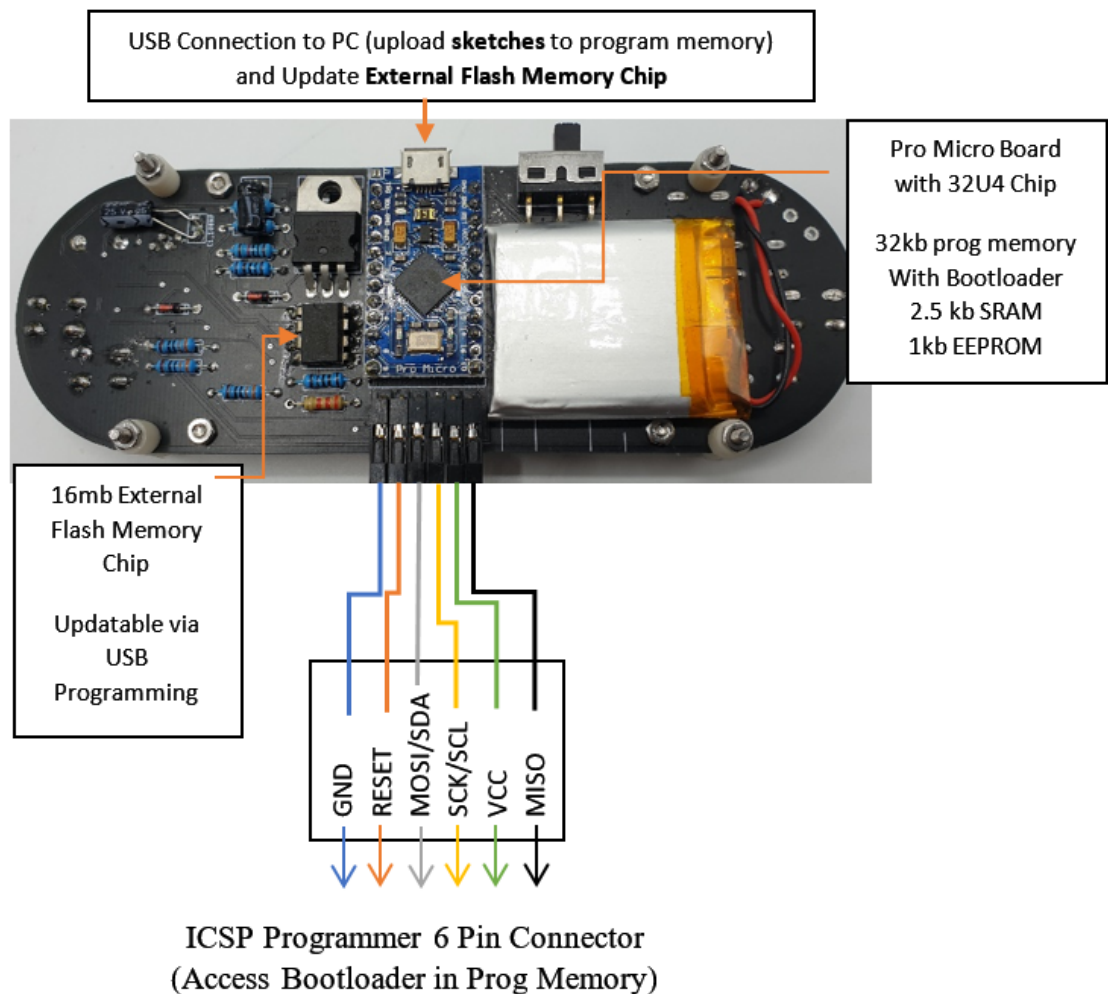 USB Connection to PC (upload sketches to program memory)
and Update External Flash Memory Chip
Pro Micro Board
with 32U4 Chip
32kb prog memory
With Bootloader
2.5 kb SRAM
1kb EEPROM
Pro Micro
16mb External
Flash Memory
Chip
Updatable via
USB
Programming
GND
RESET
MOSI/SDA
SCK/SCL
VCC
MISO
ICSP Programmer 6 Pin Connector
(Access Bootloader in Prog Memory)